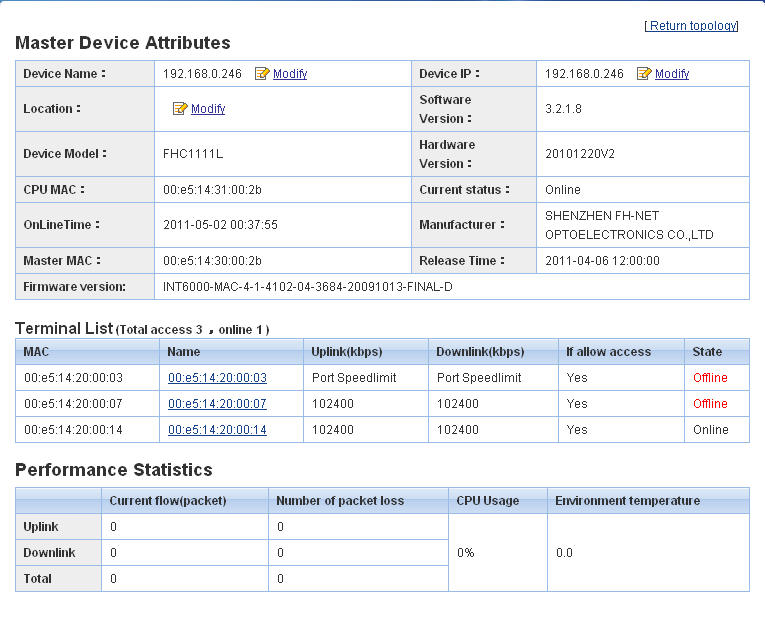 [ Return topology]
Master Device Attributes
Device Name： 192.168.0.246 Modify Device IP： 192.168.0.246 Modify
Location： Modify Software Version： 3.2.1.8
Device Model： FHC1111L Hardware Version： 20101220V2
CPU MAC： 00:e5:14:31:00:2b Current status： Online
OnLineTime： 2011-05-02 00:37:55 Manufacturer： SHENZHEN FH-NET OPTOELECTRONICS CO.,LTD
Master MAC： 00:e5:14:30:00:2b Release Time： 2011-04-06 12:00:00
Firmware version: INT6000-MAC-4-1-4102-04-3684-20091013-FINAL-D
Terminal List (Total access 3 ，online 1 )
MAC Name Uplink(kbps) Downlink(kbps) If allow access State
00:e5:14:20:00:03 00:e5:14:20:00:03 Port Speedlimit Port Speedlimit Yes Offline
00:e5:14:20:00:07 00:e5:14:20:00:07 102400 102400 Yes Offline
00:e5:14:20:00:14 00:e5:14:20:00:14 102400 102400 Yes Online
Performance Statistics
Current flow(packet) Number of packet loss CPU Usage Environment temperature
Uplink 0 0
Downlink 0 0 0% 0.0
Total 0 0